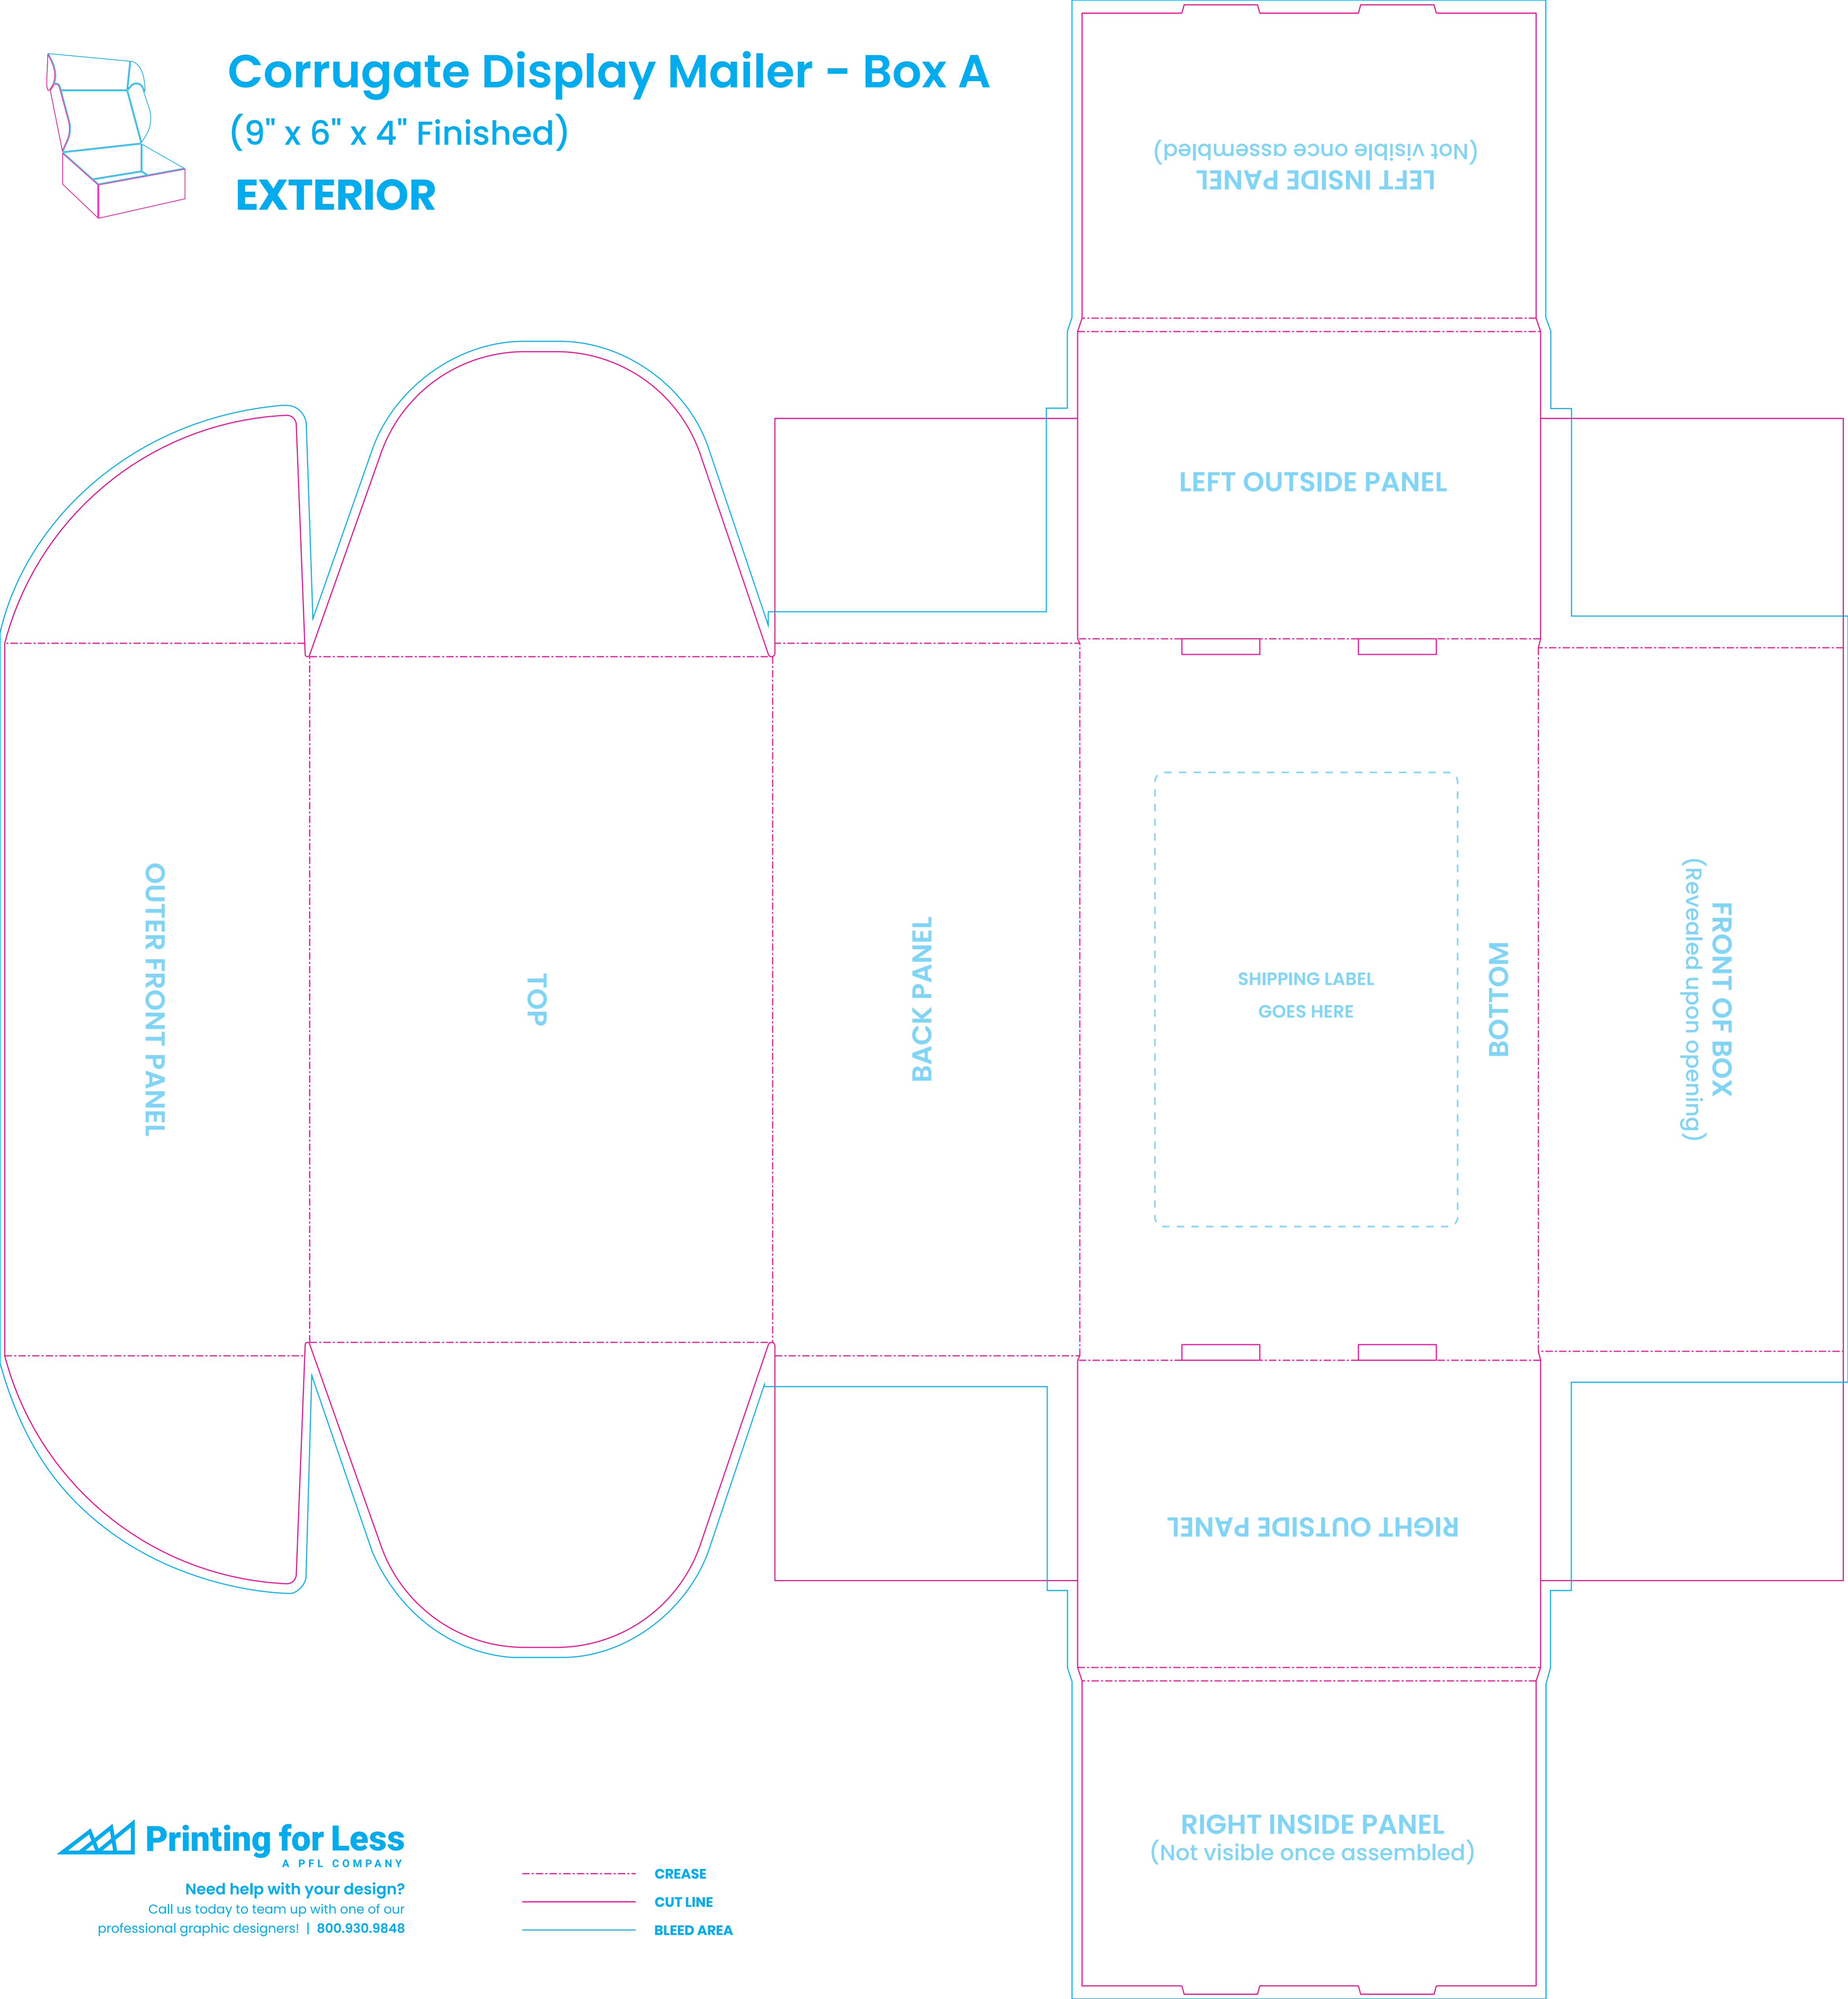 Corrugate Display Mailer - Box A
(9" x 6" x 4" Finished)
EXTERIOR
(Not visible once assembled)
LEFT INSIDE PANEL
LEFT OUTSIDE PANEL
OUTER FRONT PANEL
TOP
BACK PANEL
SHIPPING LABEL
GOES HERE
BOTTOM
FRONT OF BOX
(Revealed upon opening)
RIGHT OUTSIDE PANEL
RIGHT INSIDE PANEL
(Not visible once assembled)
Printing for Less
A PFL COMPANY
Need help with your design?
Call us today to team up with one of our
professional graphic designers! | 800.930.9848
CREASE
CUT LINE
BLEED AREA